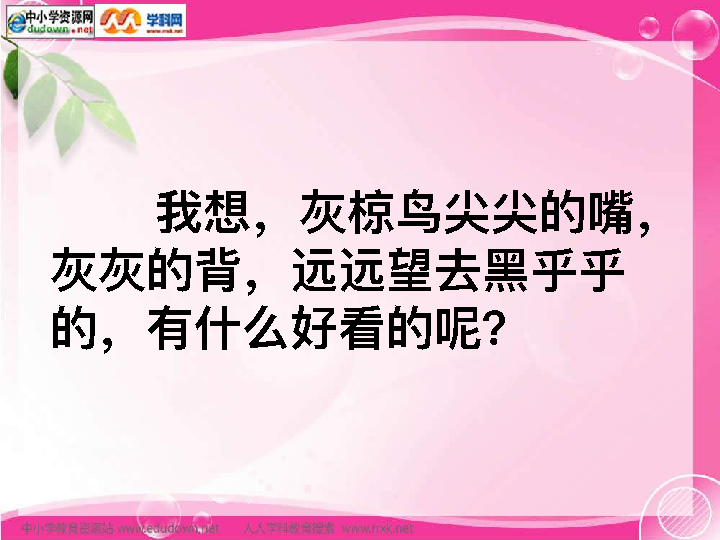 中小学资源网
dudown.net
学科网
www.nxk.net
我想，灰椋鸟尖尖的嘴，
灰灰的背，远远望去黑乎乎
的，有什么好看的呢？
中小学教育资源站 www.edudown.net 人人学科教育搜索 www.rrxk.net